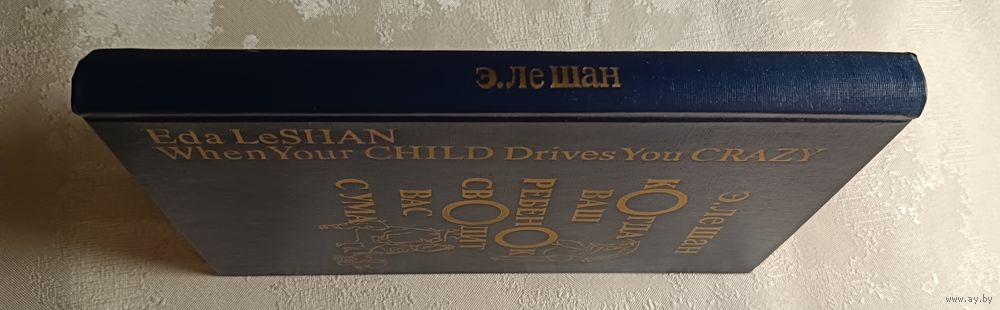 Э.Ле Шан
Eda LeSHAN
When Your CHILD Drives You CRAZY
Э.Ле Шан
КОГДА
ВАШ
РЕБЕНОК
СВОДИТ
ВАС
С УМА
www.ay.by